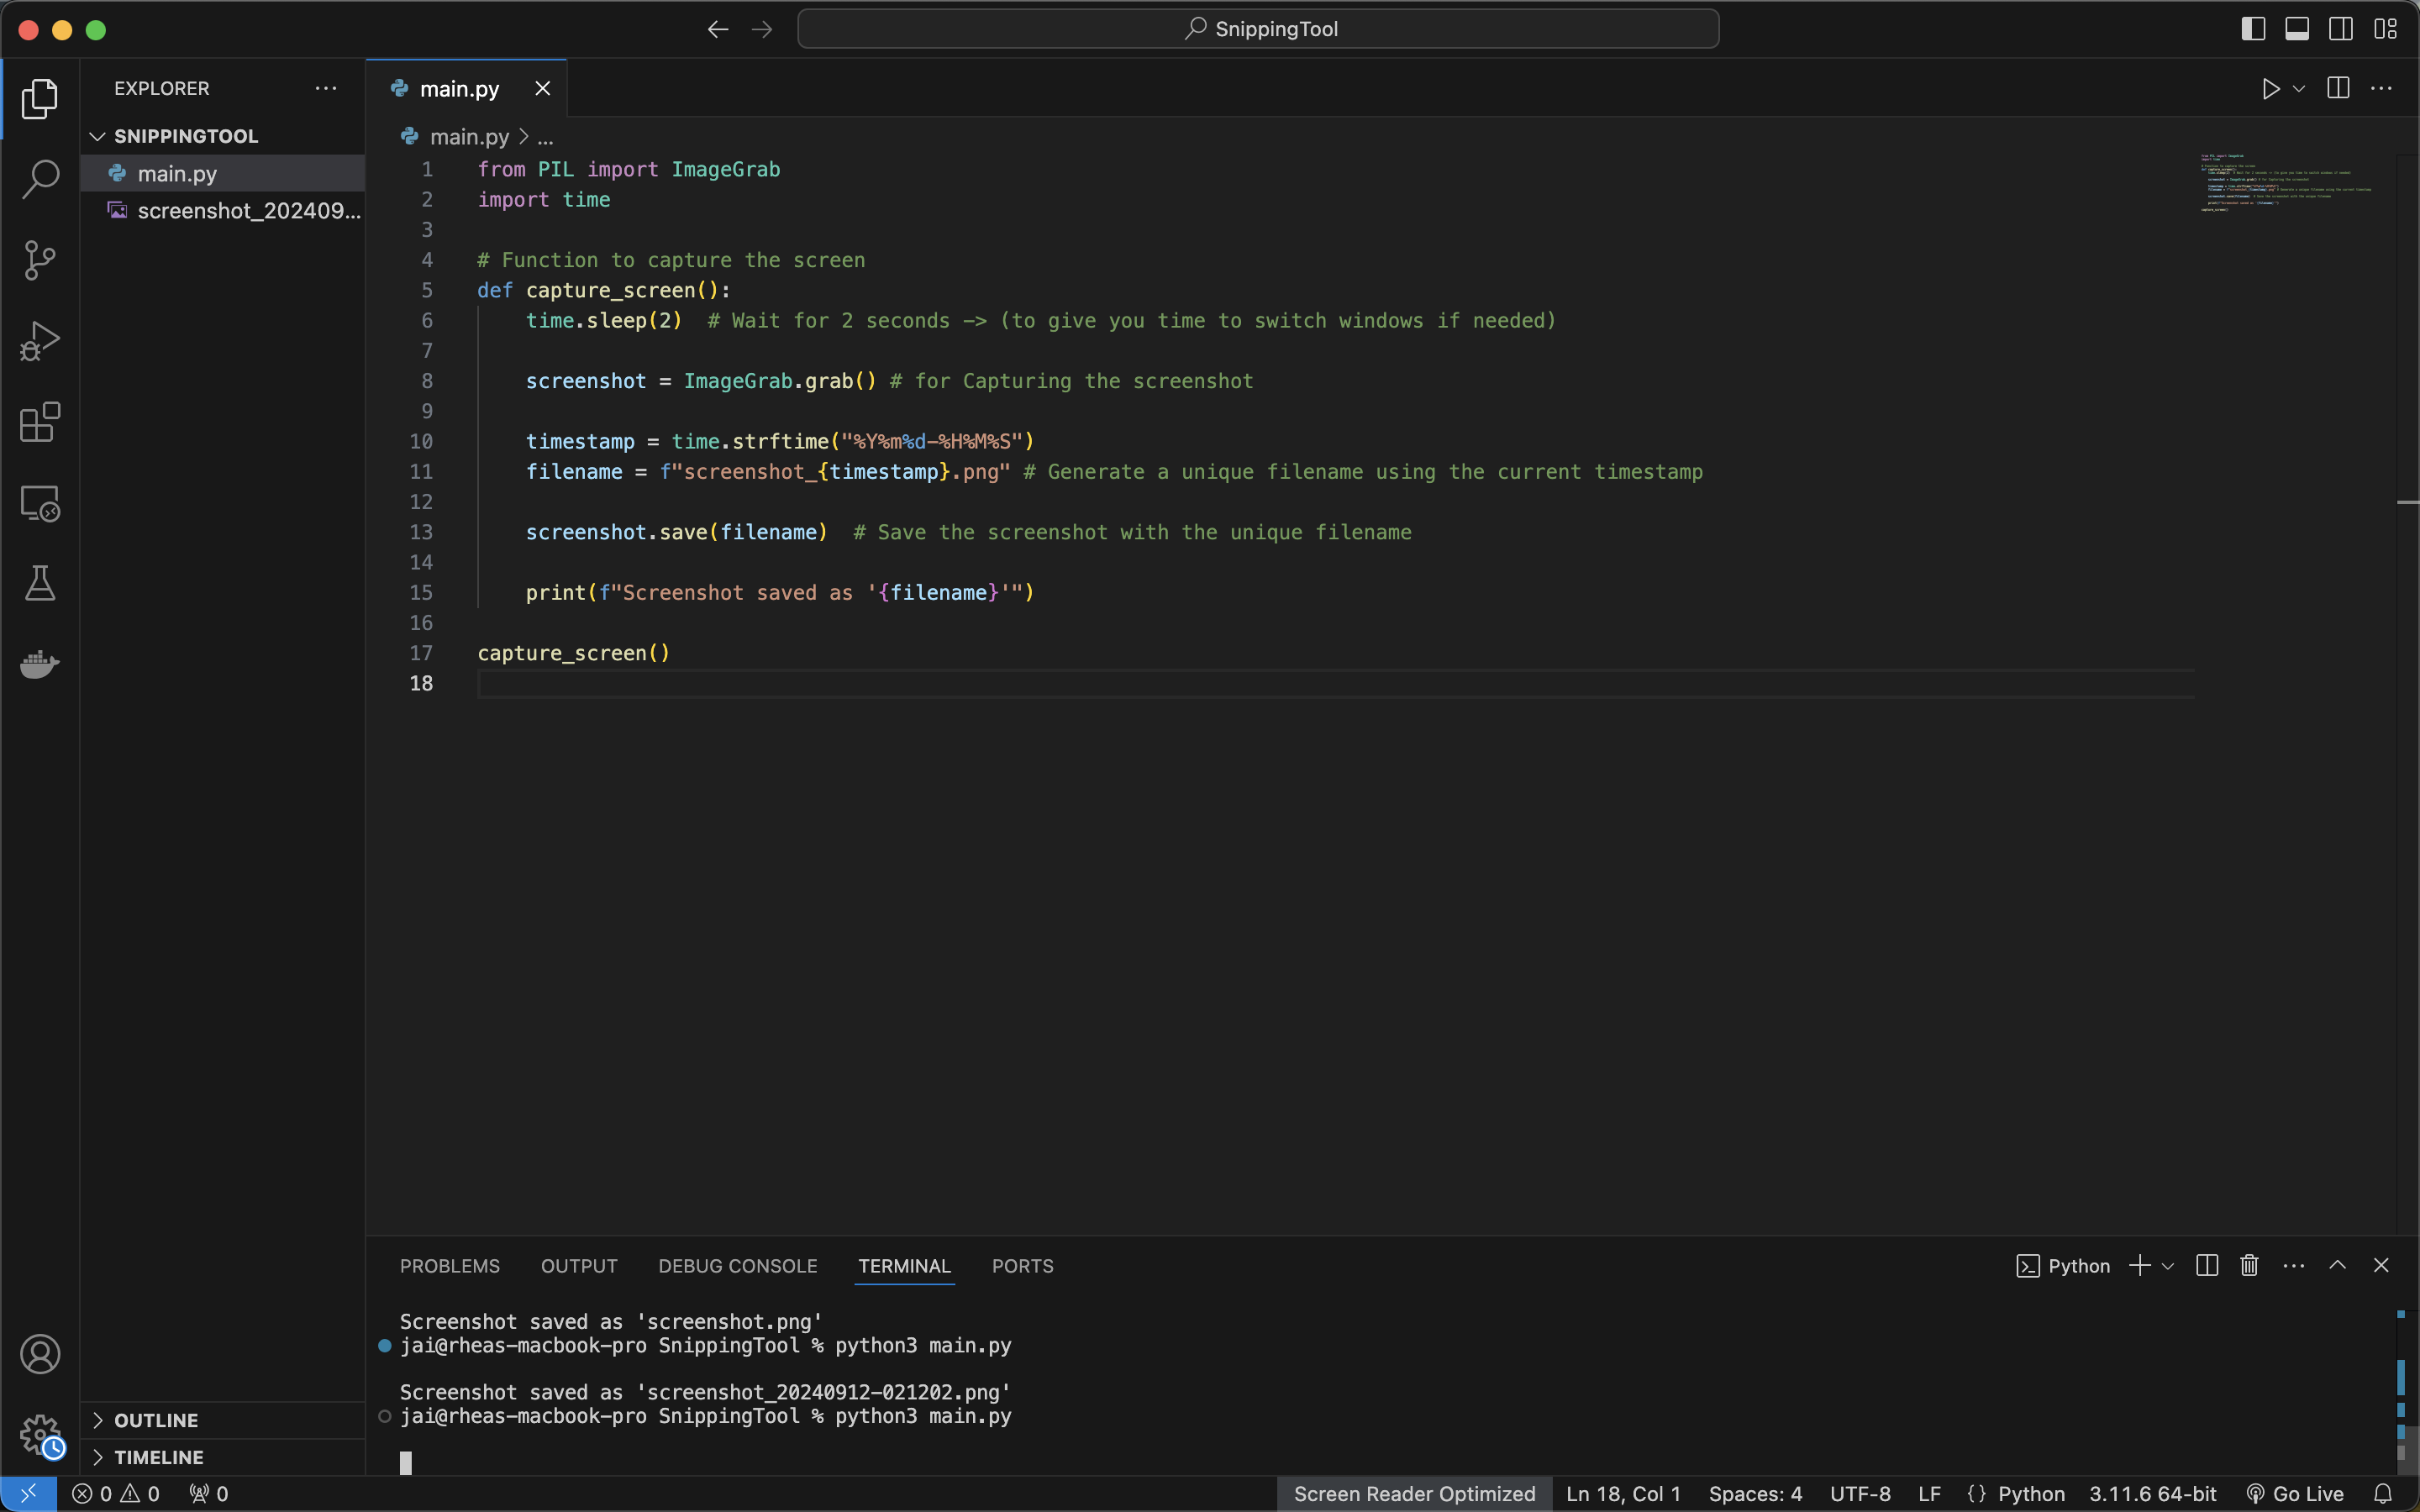 SnippingTool
EXPLORER
SNIPPINGTOOL
main.py
screenshot_202409...
main.py
main.py > ...
1 from PIL import ImageGrab
2 import time
3
4 # Function to capture the screen
5 def capture_screen():
6     time.sleep(2)  # Wait for 2 seconds -> (to give you time to switch windows if needed)
7
8     screenshot = ImageGrab.grab() # for Capturing the screenshot
9
10     timestamp = time.strftime("%Y%m%d-%H%M%S")
11     filename = f"screenshot_{timestamp}.png" # Generate a unique filename using the current timestamp
12
13     screenshot.save(filename)  # Save the screenshot with the unique filename
14
15     print(f"Screenshot saved as '{filename}'")
16
17 capture_screen()
18
PROBLEMS OUTPUT DEBUG CONSOLE TERMINAL PORTS
Python
Screenshot saved as 'screenshot.png'
jai@rheas-macbook-pro SnippingTool % python3 main.py
Screenshot saved as 'screenshot_20240912-021202.png'
jai@rheas-macbook-pro SnippingTool % python3 main.py
OUTLINE
TIMELINE
0 0 0
Screen Reader Optimized Ln 18, Col 1 Spaces: 4 UTF-8 LF {} Python 3.11.6 64-bit Go Live